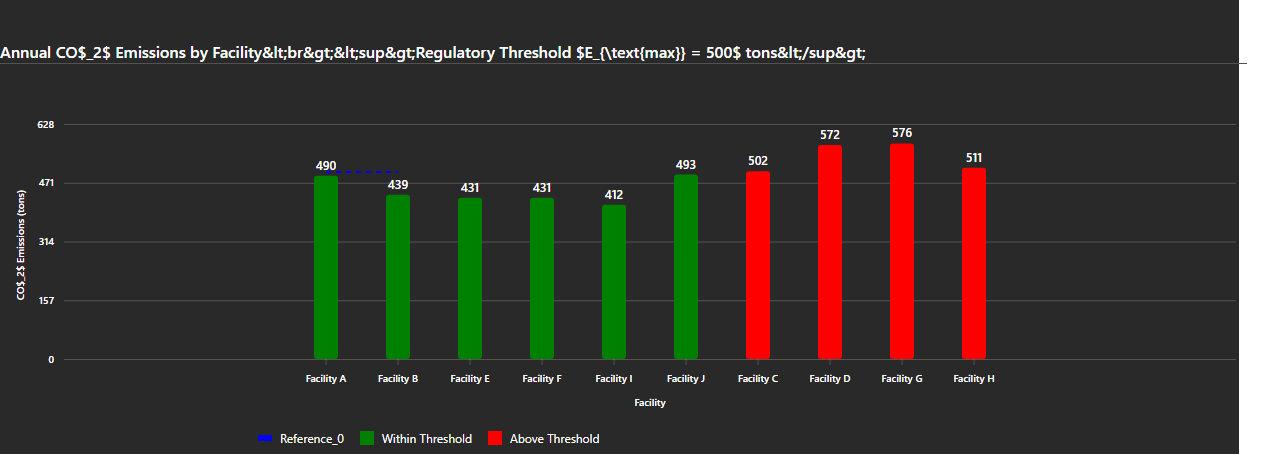 Annual CO$_2$ Emissions by Facility&lt;br&gt;&lt;sup&gt;Regulatory Threshold $E_{\text{max}} = 500$ tons&lt;/sup&gt;
628
471
314
157
0
CO$_2$ Emissions (tons)
490
439
431
431
412
493
502
572
576
511
Facility A
Facility B
Facility E
Facility F
Facility I
Facility J
Facility C
Facility D
Facility G
Facility H
Facility
Reference_0
Within Threshold
Above Threshold